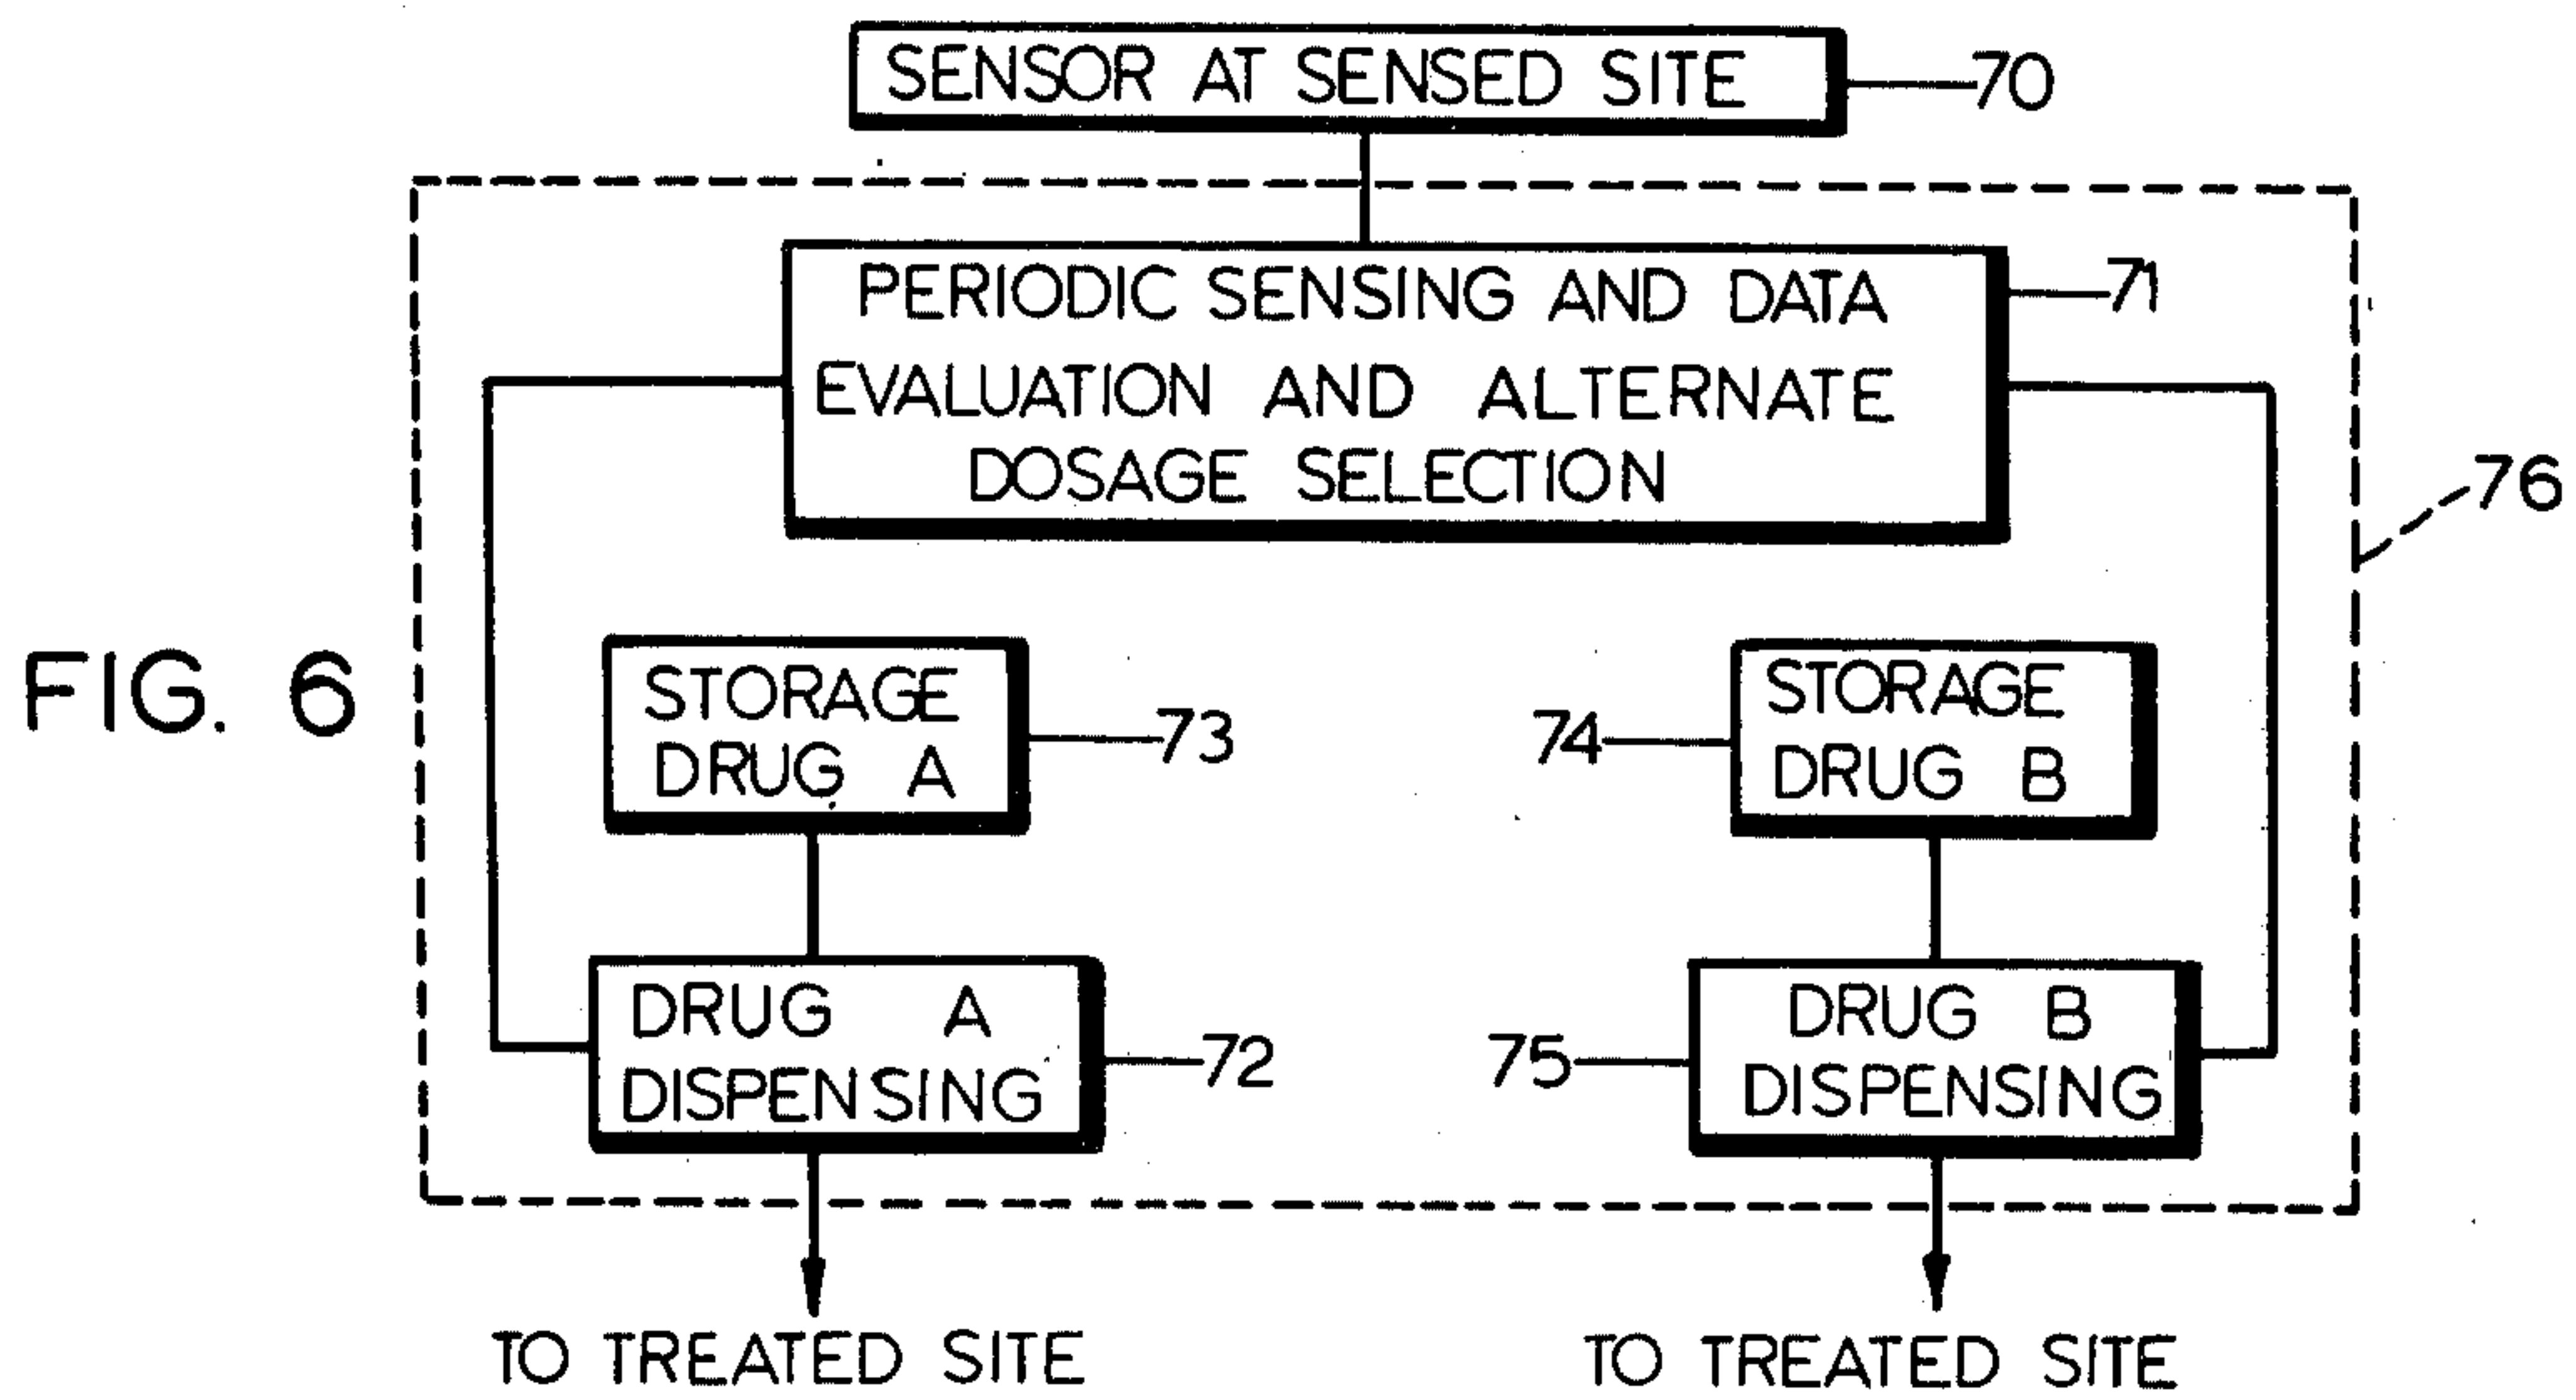 SENSOR AT SENSED SITE
70
PERIODIC SENSING AND DATA
EVALUATION AND ALTERNATE
DOSAGE SELECTION
71
76
FIG. 6
STORAGE
DRUG A
73
74
STORAGE
DRUG B
DRUG A
DISPENSING
72
75
DRUG B
DISPENSING
TO TREATED SITE
TO TREATED SITE